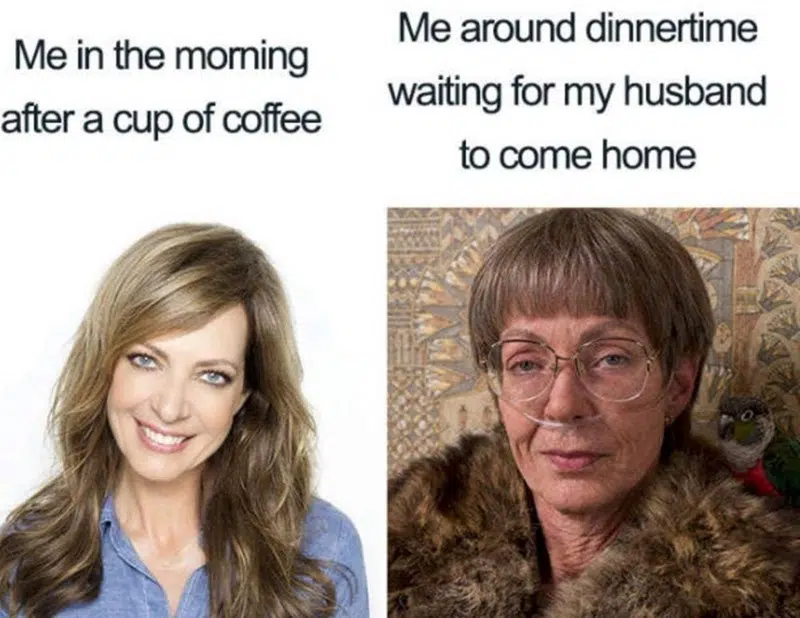 Me in the morning
after a cup of coffee
Me around dinnertime
waiting for my husband
to come home